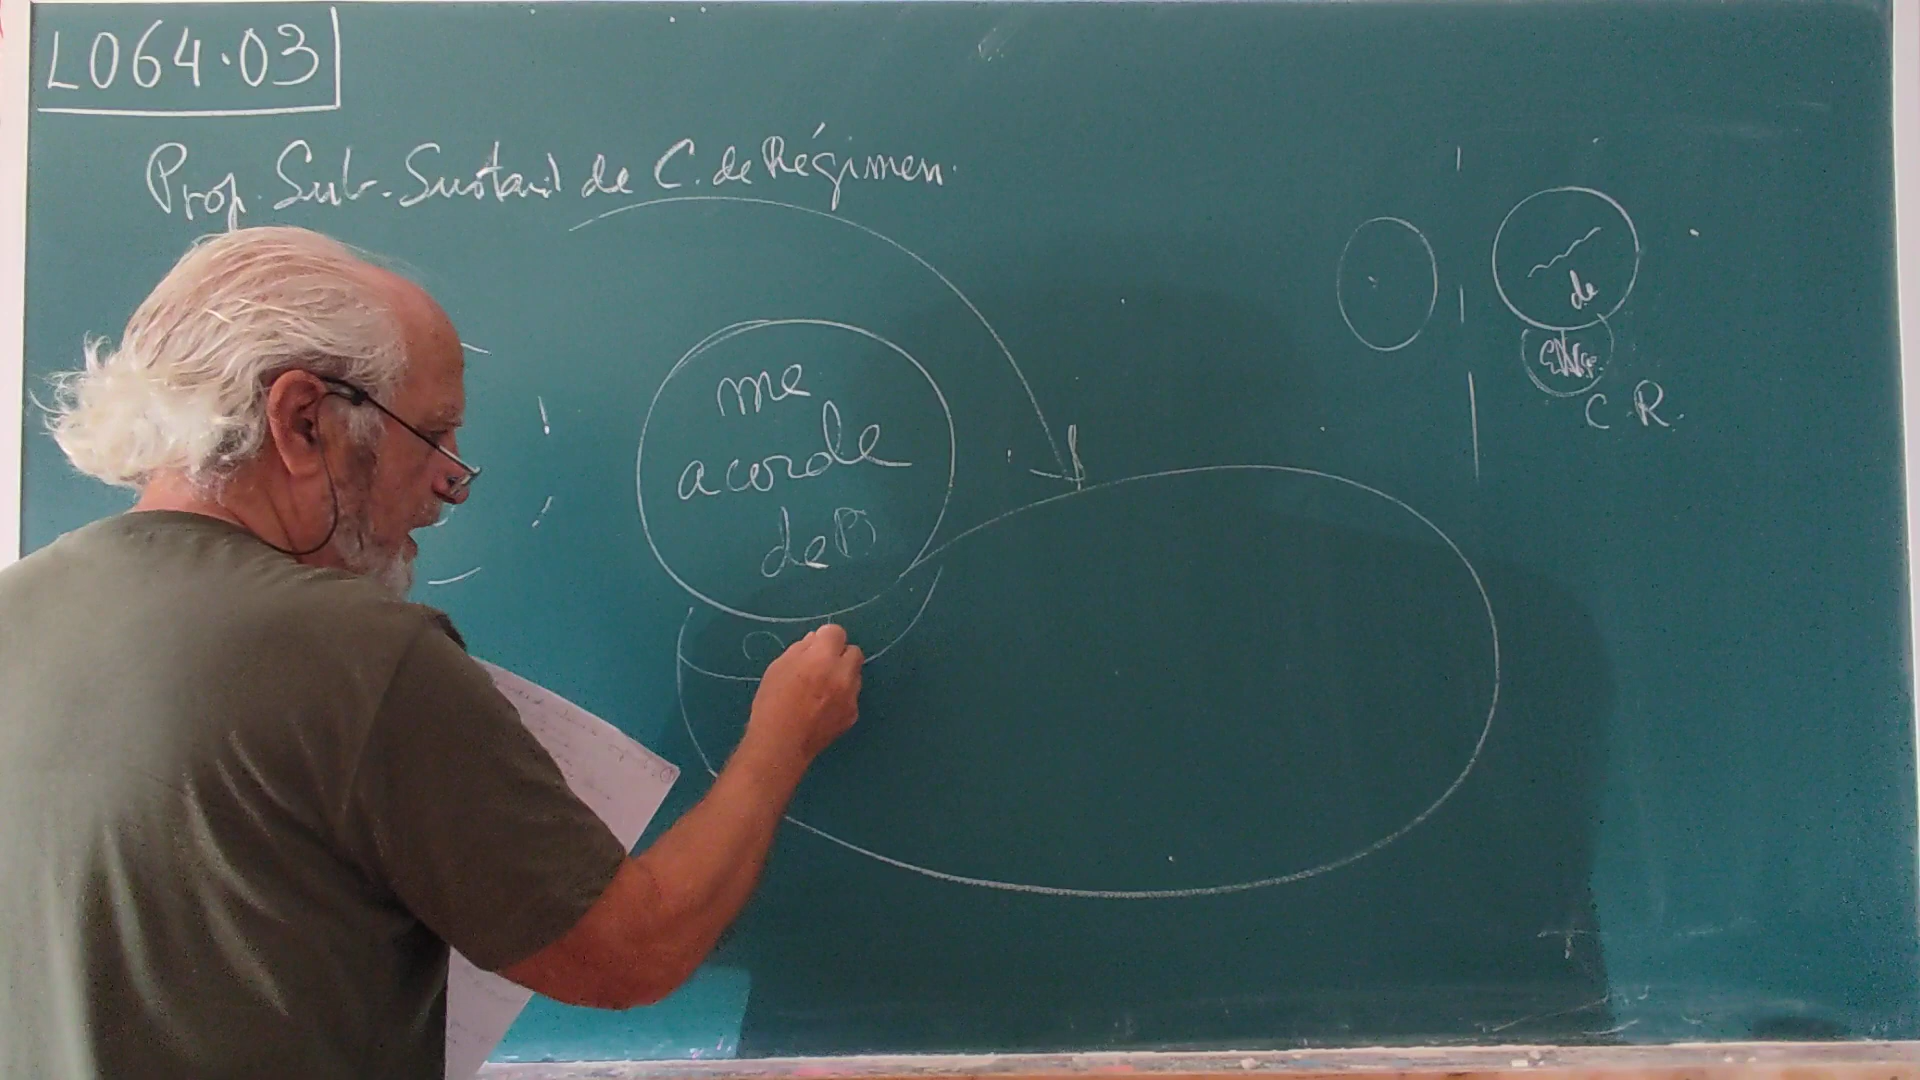 L064.03
Prop. Sub. Sustant de C. de Régimen.
me
acorde
de
de
C.R.